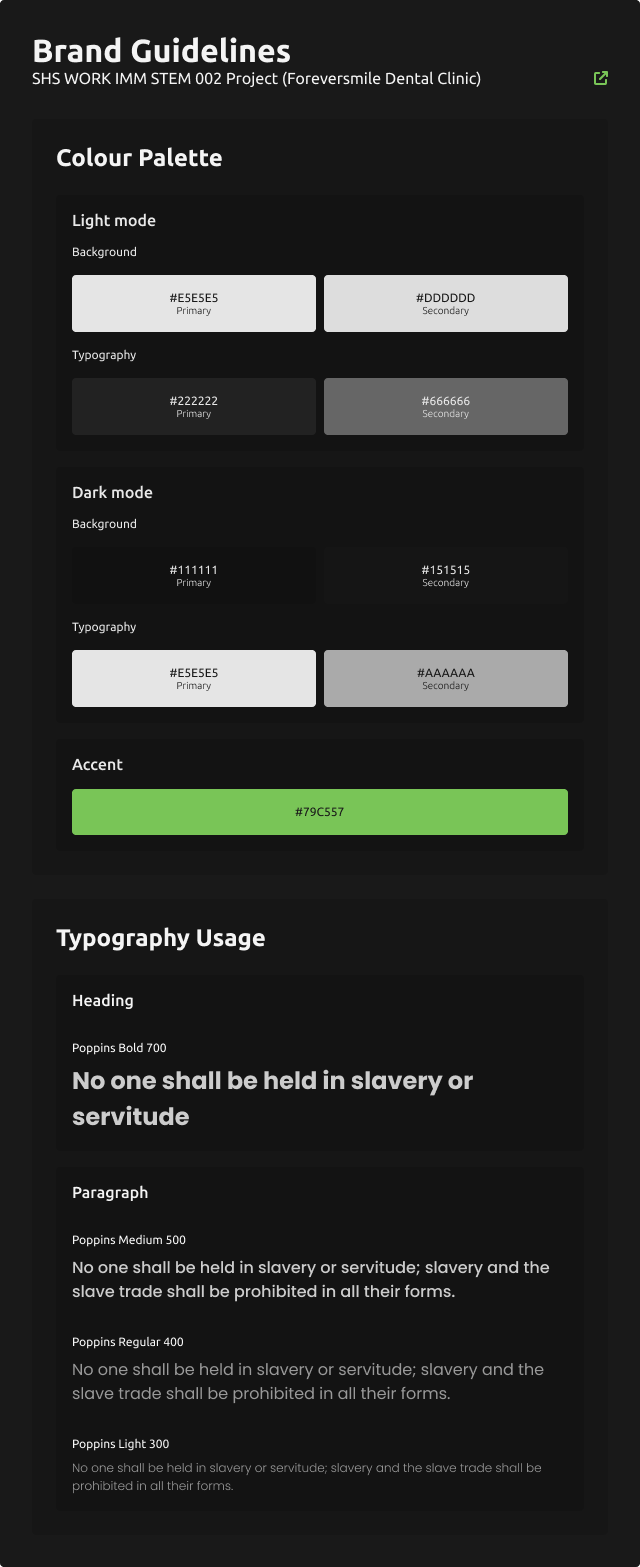 Brand Guidelines
SHS WORK IMM STEM 002 Project (Foreversmile Dental Clinic)
Colour Palette
Light mode
Background
#E5E5E5
Primary
#DDDDDD
Secondary
Typography
#222222
Primary
#666666
Secondary
Dark mode
Background
#111111
Primary
#151515
Secondary
Typography
#E5E5E5
Primary
#AAAAAA
Secondary
Accent
#79C557
Typography Usage
Heading
Poppins Bold 700
No one shall be held in slavery or
servitude
Paragraph
Poppins Medium 500
No one shall be held in slavery or servitude; slavery and the
slave trade shall be prohibited in all their forms.
Poppins Regular 400
No one shall be held in slavery or servitude; slavery and the
slave trade shall be prohibited in all their forms.
Poppins Light 300
No one shall be held in slavery or servitude; slavery and the slave trade shall be
prohibited in all their forms.